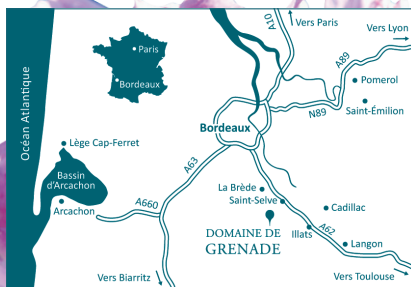 A10
Vers Paris
Vers Lyon
Paris
A89
Pomerol
Bordeaux
Océan Atlantique
N89
Saint-Émilion
Bordeaux
Lège Cap-Ferret
A63
Bassin
d'Arcachon
La Brède
Saint-Selve
Arcachon
A660
Cadillac
DOMAINE DE
GRENADE
Illats
A62
Langon
Vers Biarritz
Vers Toulouse